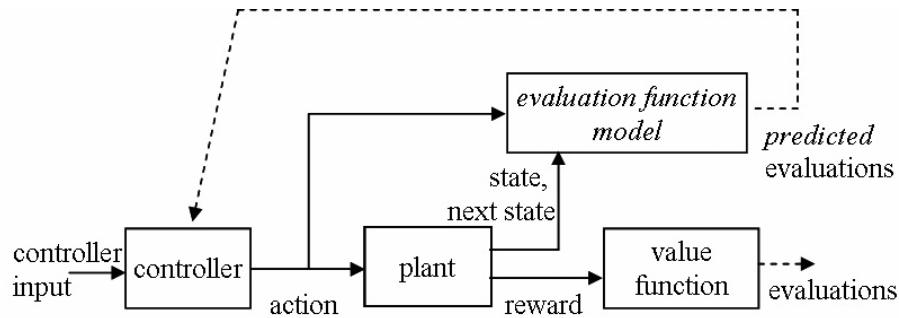 evaluation function
model
predicted
evaluations
state,
next state
controller
input
controller
action
plant
reward
value
function
evaluations